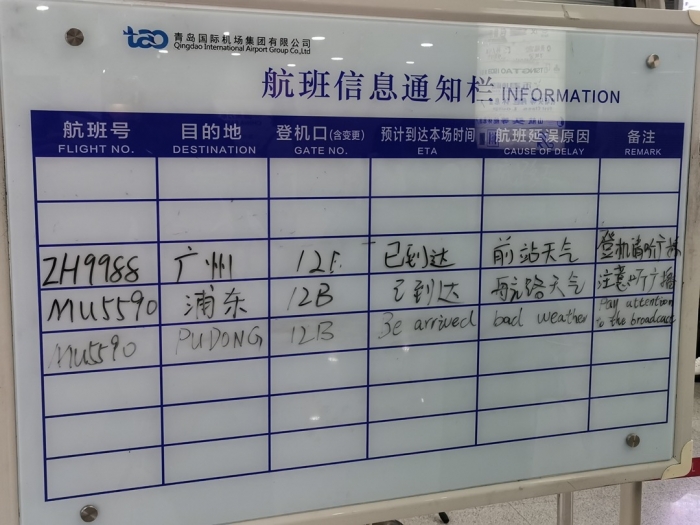 青岛国际机场集团有限公司
Qingdao International Airport Group Co.,Ltd
航班信息通知栏 INFORMATION
航班号 目的地 登机口(含变更) 预计到达本场时间 航班延误原因 备注
FLIGHT NO. DESTINATION GATE NO. ETA CAUSE OF DELAY REMARK
ZH9988 广州 12F 已到达 前站天气 登机请听广播
MU5590 浦东 12B 已到达 航路天气 注意听广播
MU5590 PUDONG 12B Be arrived bad weather Pay attention
to the broadcast